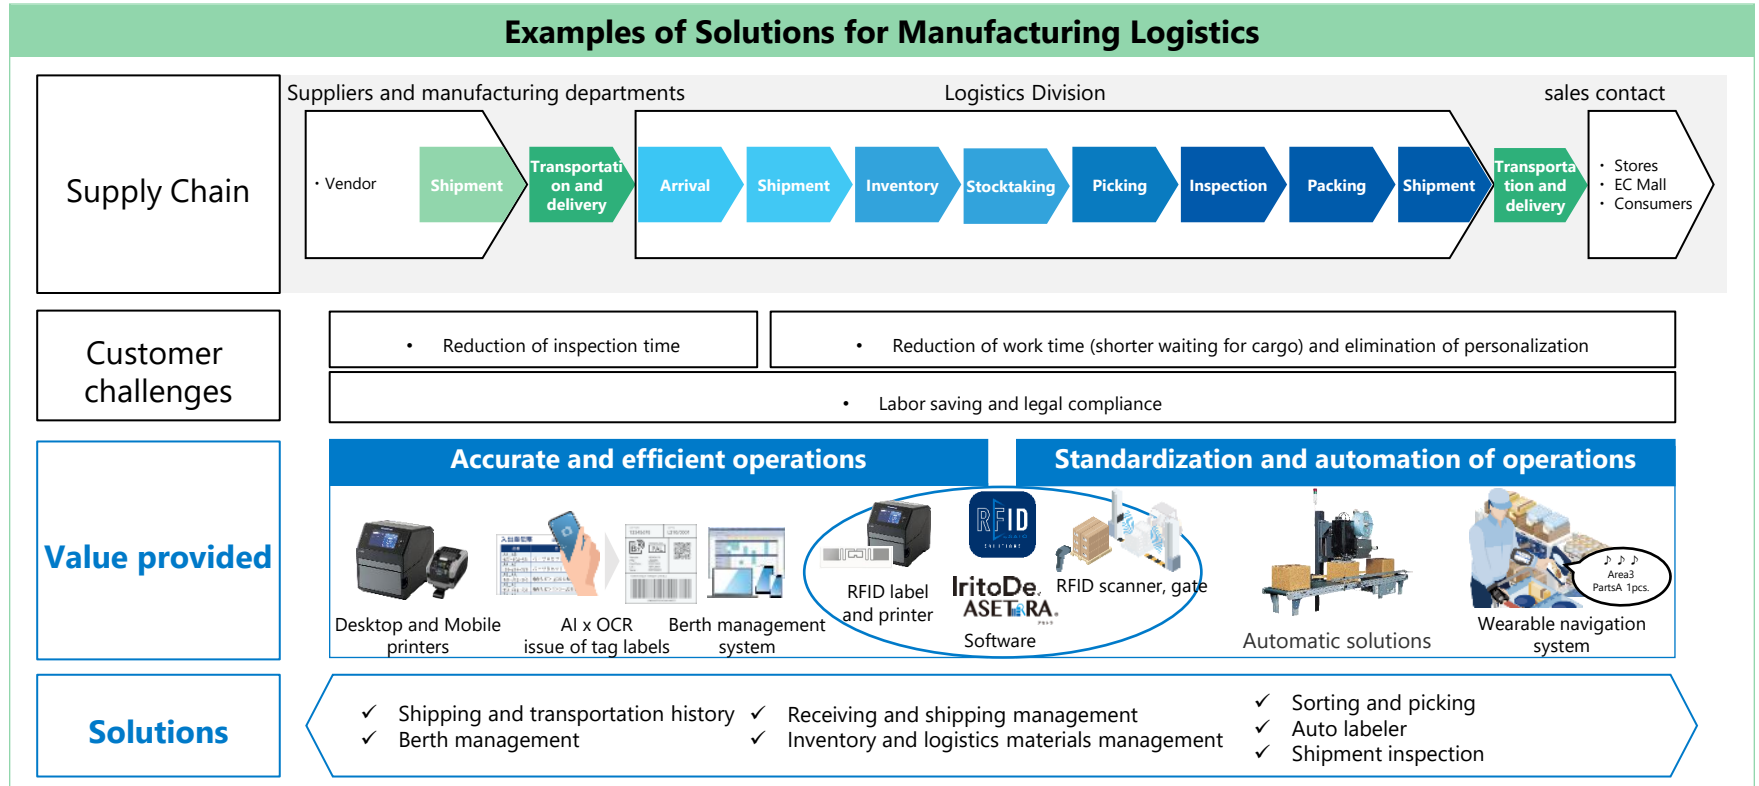 Examples of Solutions for Manufacturing Logistics
Supply Chain
Suppliers and manufacturing departments
Logistics Division
sales contact
・Vendor
Shipment
Transportati
on and
delivery
Arrival
Shipment
Inventory
Stocktaking
Picking
Inspection
Packing
Shipment
Transporta
tion and
delivery
・ Stores
・ EC Mall
・ Consumers
Customer
challenges
• Reduction of inspection time
• Reduction of work time (shorter waiting for cargo) and elimination of personalization
• Labor saving and legal compliance
Value provided
Accurate and efficient operations
Standardization and automation of operations
Desktop and Mobile
printers
AI x OCR
issue of tag labels
Berth management
system
RFID label
and printer
RFID
SOLUTIONS
IritoDe
ASETRA
Software
RFID scanner, gate
Automatic solutions
♪ ♪ ♪
Area3
PartsA 1pcs.
Wearable navigation
system
Solutions
✓ Shipping and transportation history
✓ Berth management
✓ Receiving and shipping management
✓ Inventory and logistics materials management
✓ Sorting and picking
✓ Auto labeler
✓ Shipment inspection